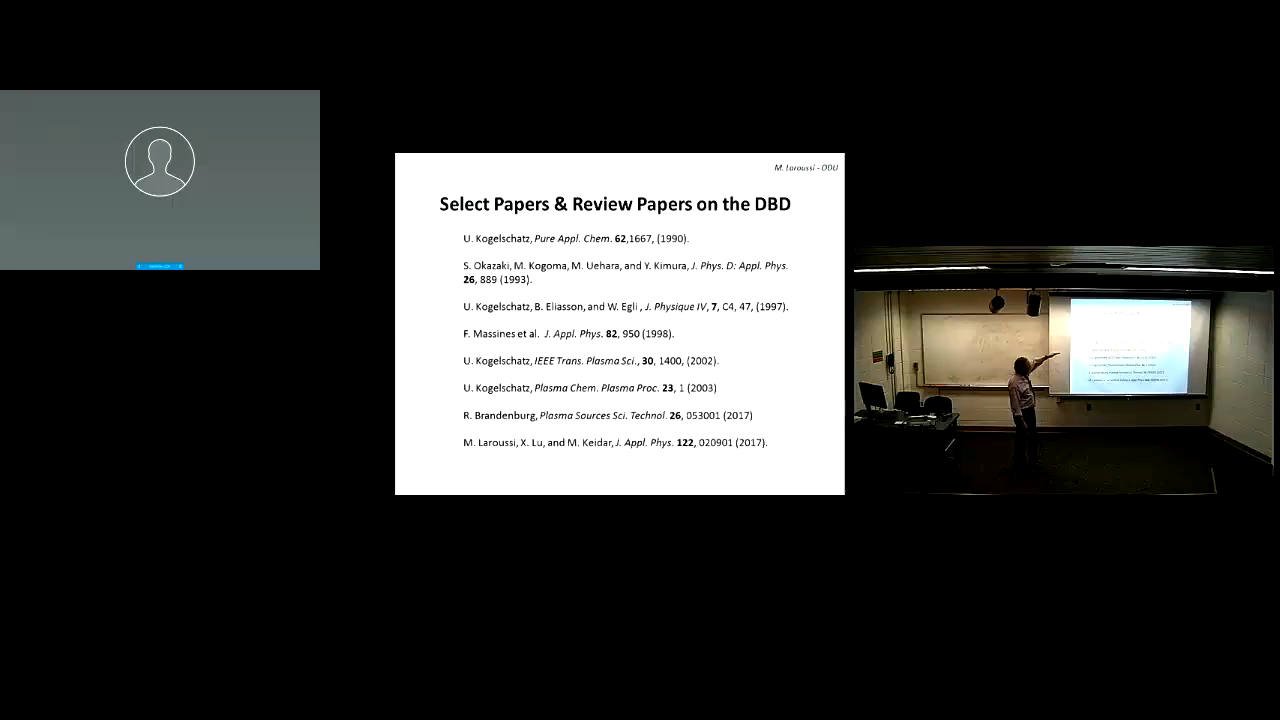 M. Laroussi - ODU
Select Papers & Review Papers on the DBD
U. Kogelschatz, Pure Appl. Chem. 62,1667, (1990).
S. Okazaki, M. Kogoma, M. Uehara, and Y. Kimura, J. Phys. D: Appl. Phys.
26, 889 (1993).
U. Kogelschatz, B. Eliasson, and W. Egli , J. Physique IV, 7, C4, 47, (1997).
F. Massines et al. J. Appl. Phys. 82, 950 (1998).
U. Kogelschatz, IEEE Trans. Plasma Sci., 30, 1400, (2002).
U. Kogelschatz, Plasma Chem. Plasma Proc. 23, 1 (2003)
R. Brandenburg, Plasma Sources Sci. Technol. 26, 053001 (2017)
M. Laroussi, X. Lu, and M. Keidar, J. Appl. Phys. 122, 020901 (2017).